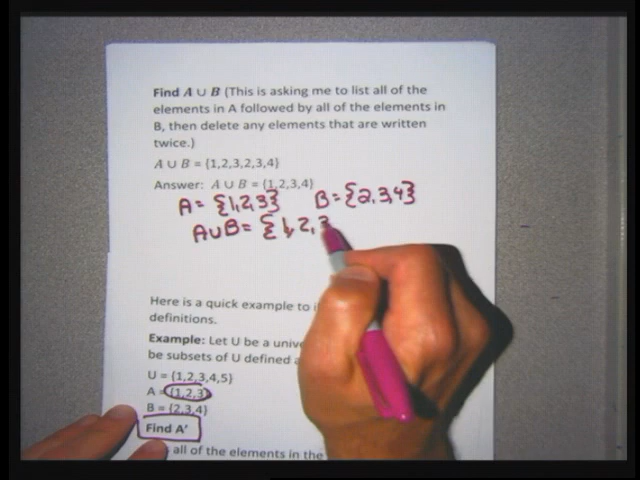 Find A ∪ B (This is asking me to list all of the
elements in A followed by all of the elements in
B, then delete any elements that are written
twice.)
A ∪ B = {1,2,3,2,3,4}
Answer: A ∪ B = {1,2,3,4}
A = {1,2,3} B = {2,3,4}
A∪B = {1, 2, 3
Here is a quick example to
definitions.
Example: Let U be a
be subsets of U defined
U = {1,2,3,4,5}
A = {1,2,3}
B = {2,3,4}
Find A'
all of the elements in the